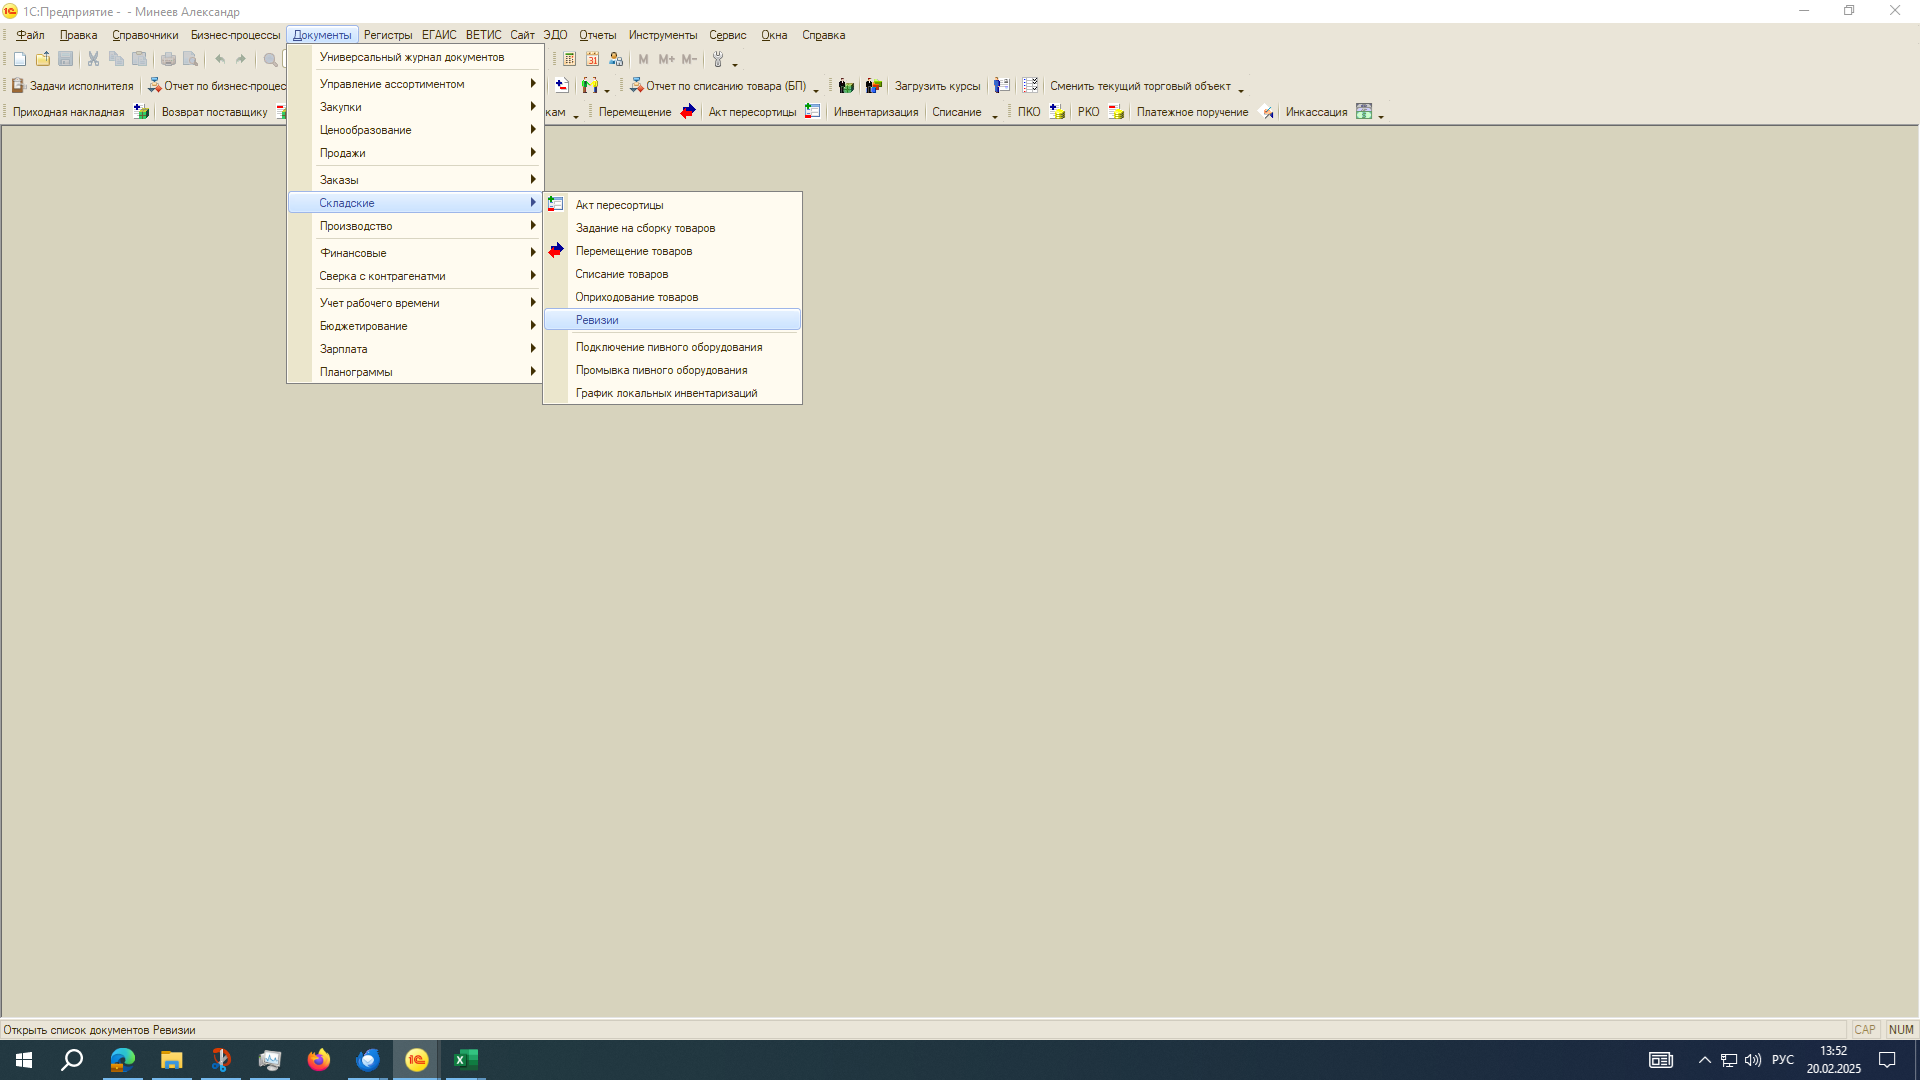 1С:Предприятие - - Минеев Александр
Файл Правка Справочники Бизнес-процессы Документы Регистры ЕГАИС ВЕТИС Сайт ЭДО Отчеты Инструменты Сервис Окна Справка
31 M M+ M-
Задачи исполнителя Отчет по бизнес-процес Отчет по списанию товара (БП) Загрузить курсы Сменить текущий торговый объект
Приходная накладная Возврат поставщику кам Перемещение Акт пересортицы Инвентаризация Списание ПКО РКО Платежное поручение Инкассация
Универсальный журнал документов
Управление ассортиментом
Закупки
Ценообразование
Продажи
Заказы
Складские
Производство
Финансовые
Сверка с контрагенатми
Учет рабочего времени
Бюджетирование
Зарплата
Планограммы
Акт пересортицы
Задание на сборку товаров
Перемещение товаров
Списание товаров
Оприходование товаров
Ревизии
Подключение пивного оборудования
Промывка пивного оборудования
График локальных инвентаризаций
Открыть список документов Ревизии
CAP NUM
РУС
13:52
20.02.2025